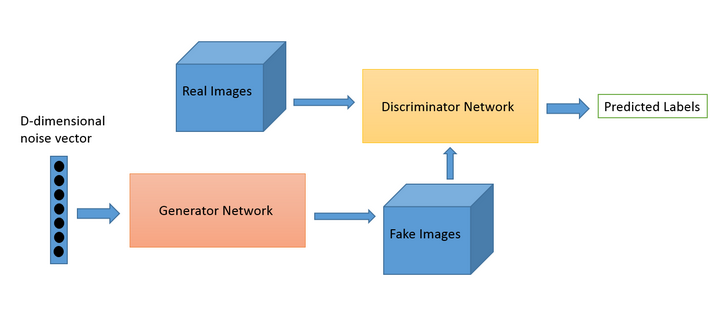 Real Images
Discriminator Network
Predicted Labels
D-dimensional
noise vector
Generator Network
Fake Images